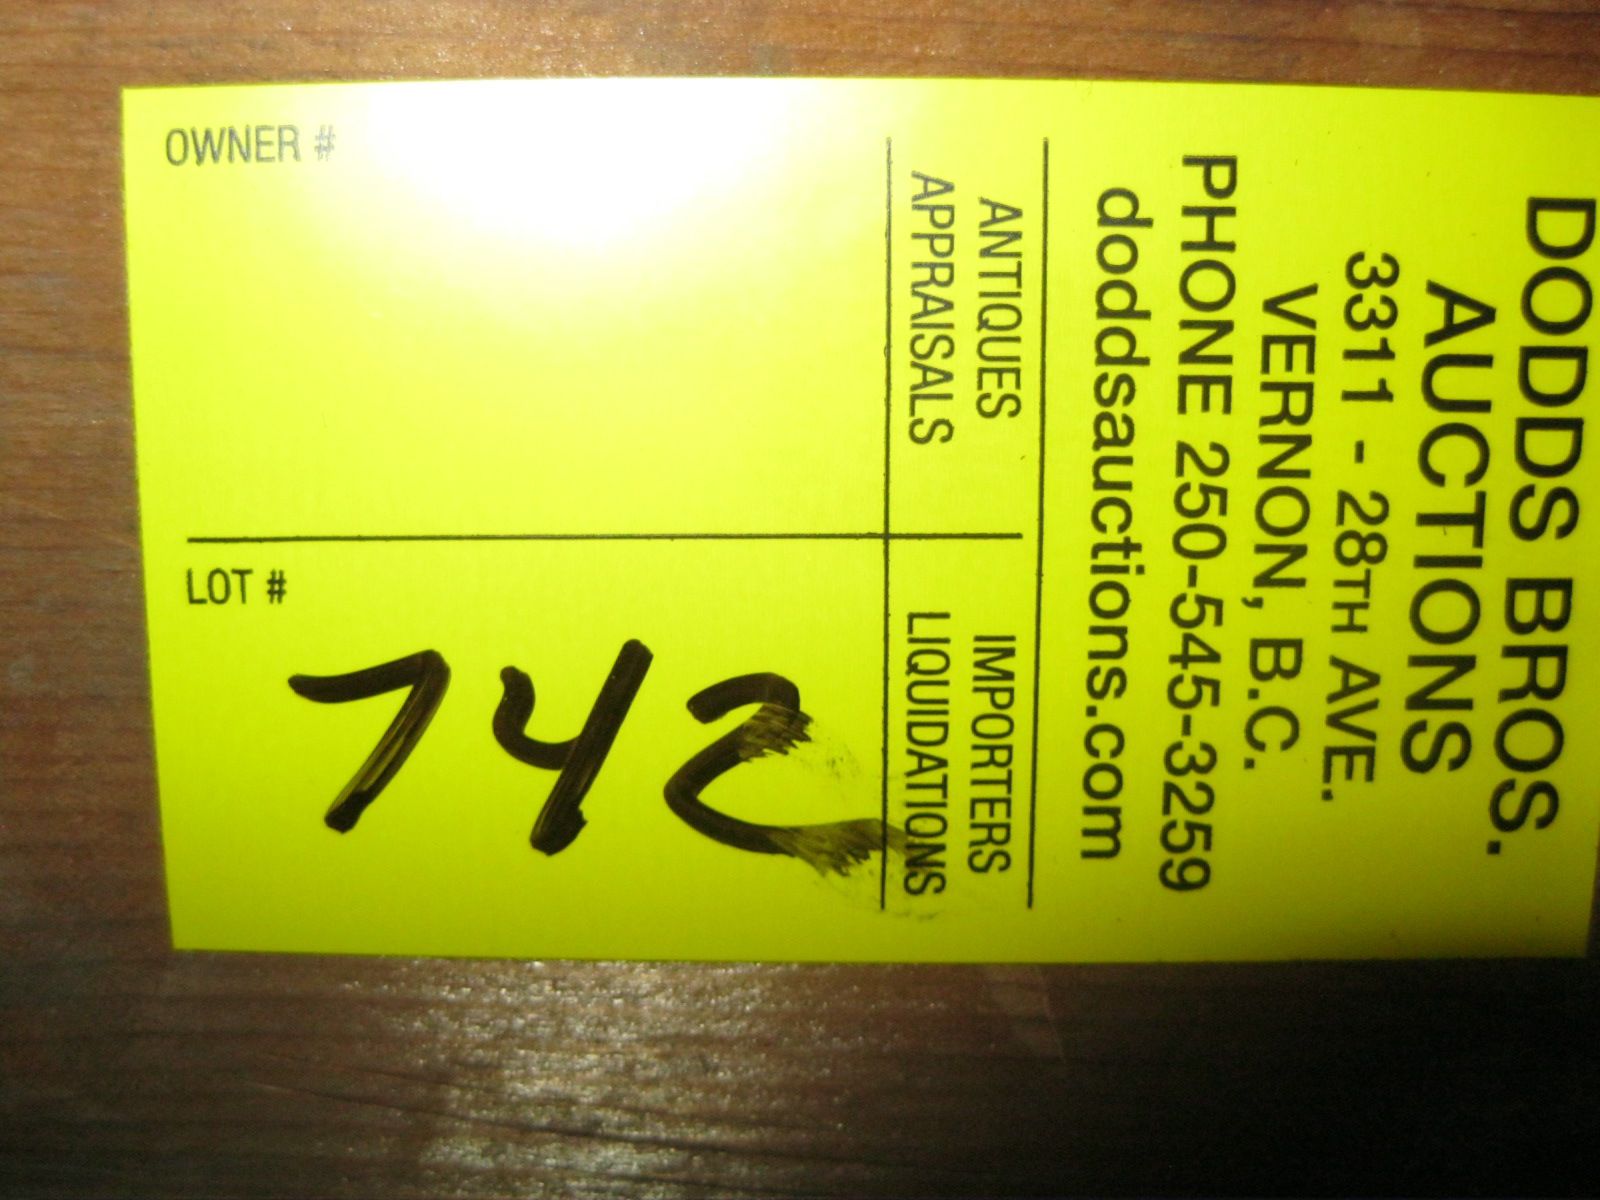 DODDS BROS.
AUCTIONS
3311 - 28TH AVE.
VERNON, B.C.
PHONE 250-545-3259
doddsauctions.com
ANTIQUES IMPORTERS
APPRAISALS LIQUIDATIONS
OWNER #
LOT #
742